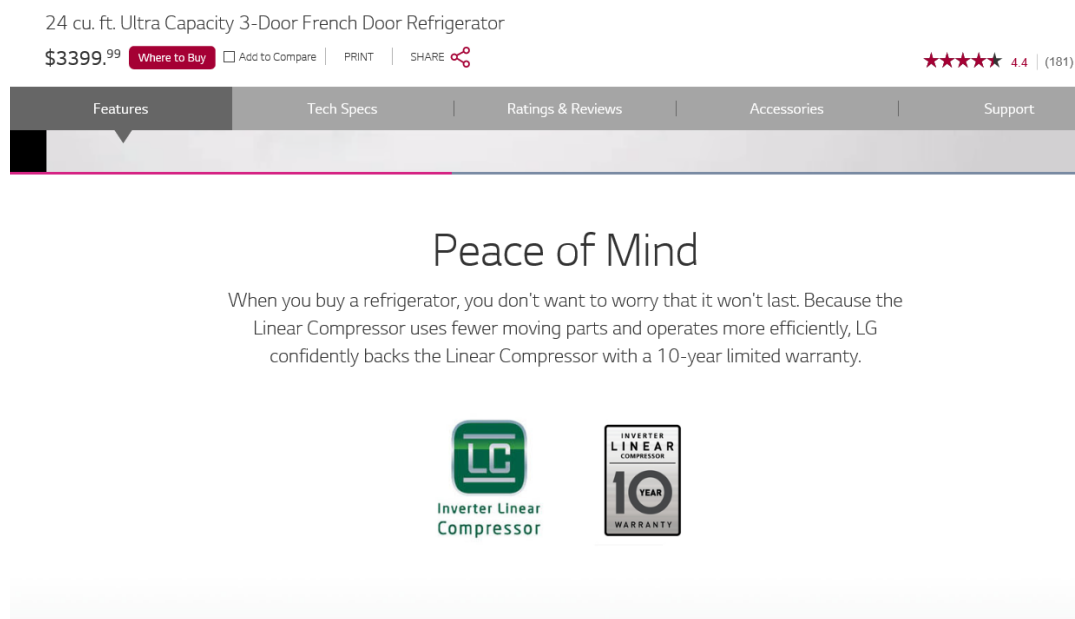 24 cu. ft. Ultra Capacity 3-Door French Door Refrigerator
$3399.99 Where to Buy Add to Compare PRINT SHARE 4.4 (181)
Features Tech Specs Ratings & Reviews Accessories Support
Peace of Mind
When you buy a refrigerator, you don't want to worry that it won't last. Because the
Linear Compressor uses fewer moving parts and operates more efficiently, LG
confidently backs the Linear Compressor with a 10-year limited warranty.
LC
Inverter Linear
Compressor
INVERTER
LINEAR
COMPRESSOR
10 YEAR
WARRANTY